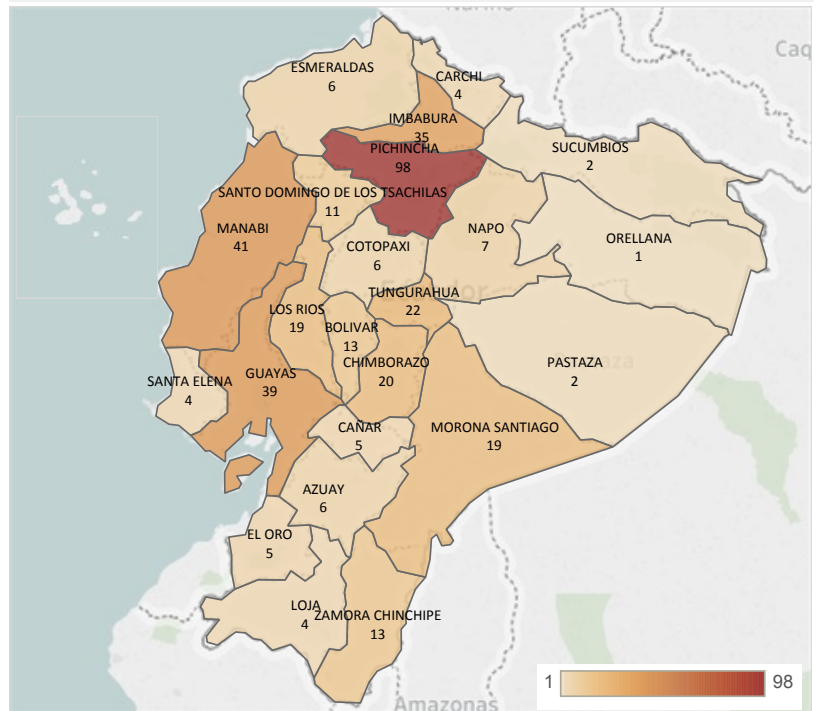 Nariño
Caq
ESMERALDAS
6
CARCHI
4
IMBABURA
35
PICHINCHA
98
SUCUMBIOS
2
SANTO DOMINGO DE LOS TSACHILAS
11
MANABI
41
NAPO
7
ORELLANA
1
COTOPAXI
6
Ecuador
TUNGURAHUA
22
LOS RIOS
19
BOLIVAR
13
CHIMBORAZO
20
PASTAZA
2
SANTA ELENA
4
GUAYAS
39
CAÑAR
5
MORONA SANTIAGO
19
AZUAY
6
EL ORO
5
LOJA
4
ZAMORA CHINCHIPE
13
1
98
Amazonas